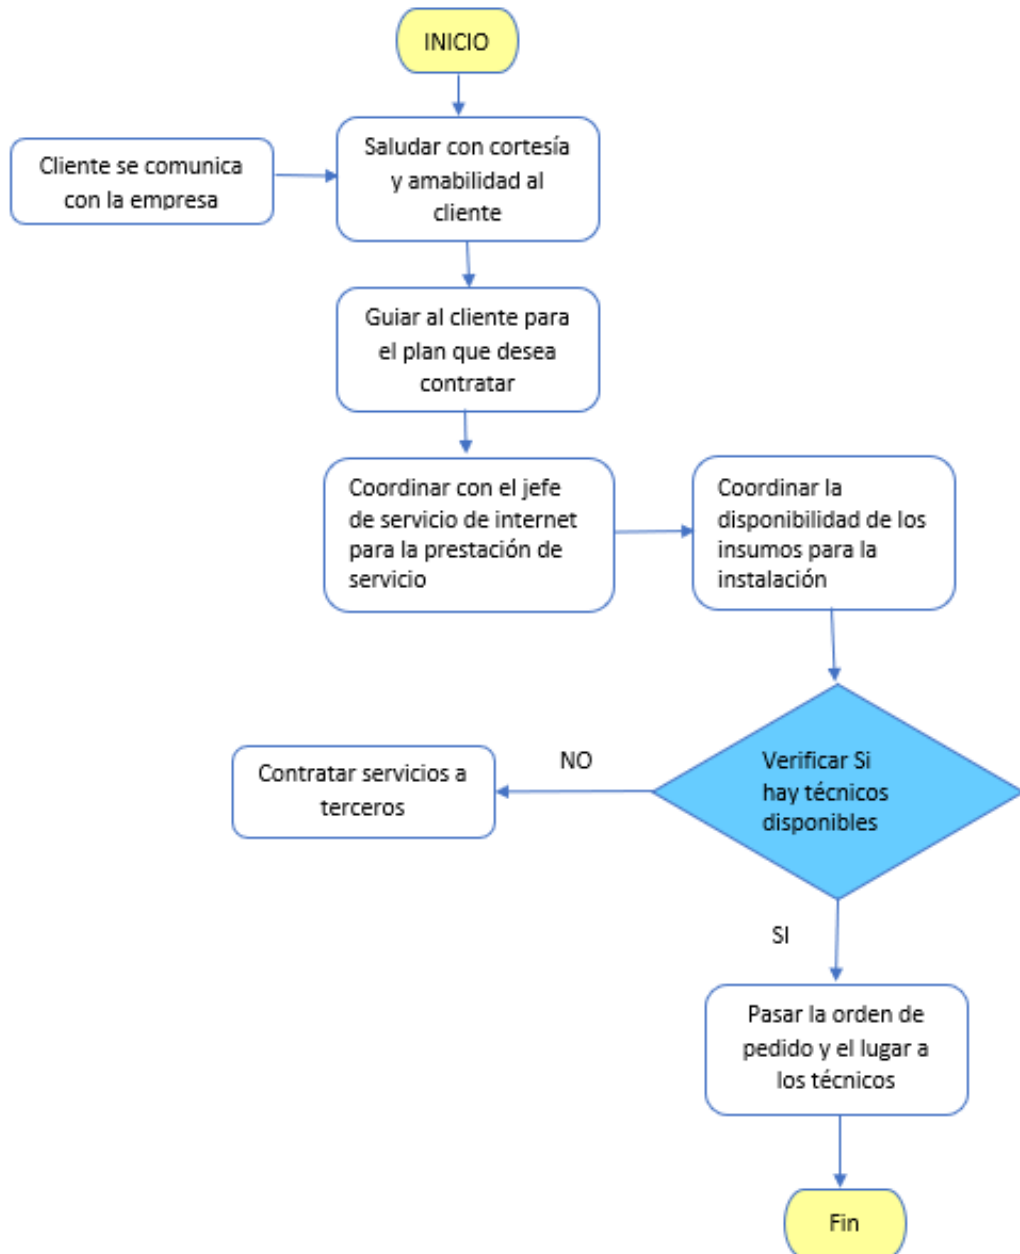 INICIO
Cliente se comunica
con la empresa
Saludar con cortesía
y amabilidad al
cliente
Guiar al cliente para
el plan que desea
contratar
Coordinar con el jefe
de servicio de internet
para la prestación de
servicio
Coordinar la
disponibilidad de los
insumos para la
instalación
Verificar Si
hay técnicos
disponibles
NO
Contratar servicios a
terceros
SI
Pasar la orden de
pedido y el lugar a
los técnicos
Fin